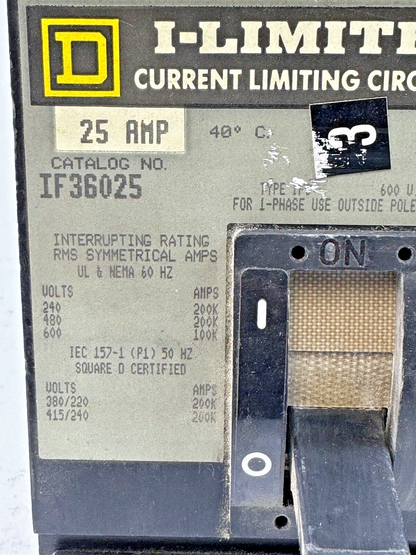 D I-LIMITE
CURRENT LIMITING CIRC
25 AMP 40° C.
3
CATALOG NO.
IF36025
TYPE 600 V.
FOR 1-PHASE USE OUTSIDE POLE
INTERRUPTING RATING
RMS SYMMETRICAL AMPS
UL & NEMA 60 HZ
VOLTS AMPS
240 200K
480 200K
600 100K
IEC 157-1 (P1) 50 HZ
SQUARE D CERTIFIED
VOLTS AMPS
380/220 200K
415/240 200K
ON
I
O